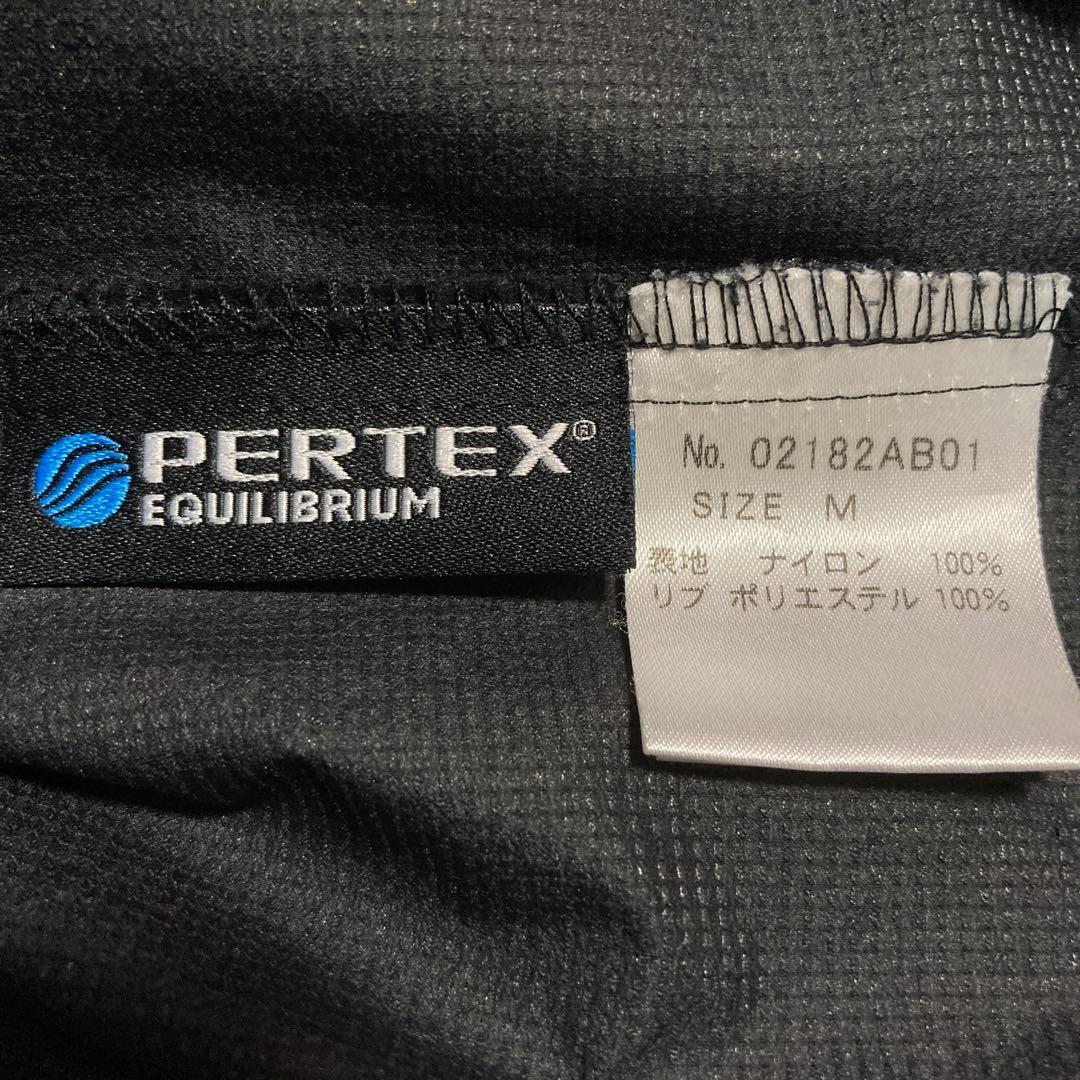 PERTEX®
EQUILIBRIUM
No. 02182AB01
SIZE M
表地 ナイロン 100%
リブ ポリエステル 100%